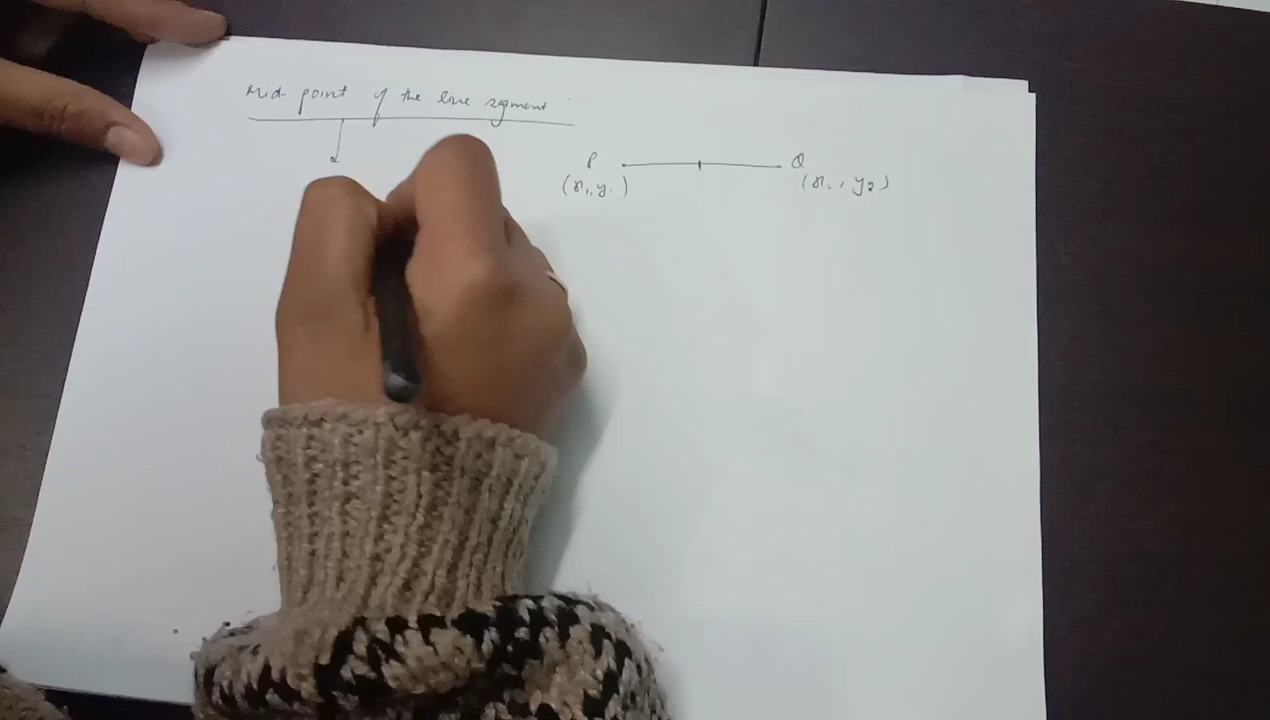 Mid-point of the line segment
P Q
(x₁, y₁) (x₂, y₂)